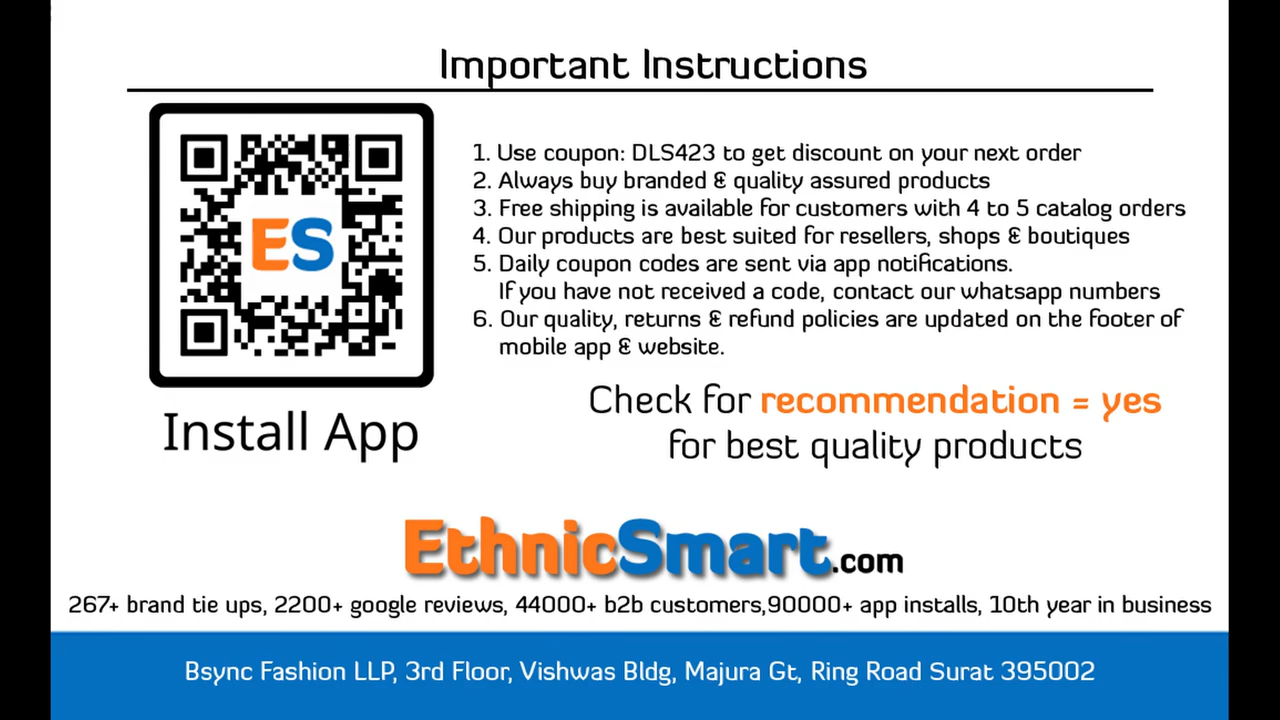 Important Instructions
1. Use coupon: DLS423 to get discount on your next order
2. Always buy branded & quality assured products
3. Free shipping is available for customers with 4 to 5 catalog orders
4. Our products are best suited for resellers, shops & boutiques
5. Daily coupon codes are sent via app notifications.
If you have not received a code, contact our whatsapp numbers
6. Our quality, returns & refund policies are updated on the footer of
mobile app & website.
ES
Install App
Check for recommendation = yes
for best quality products
EthnicSmart.com
267+ brand tie ups, 2200+ google reviews, 44000+ b2b customers,90000+ app installs, 10th year in business
Bsync Fashion LLP, 3rd Floor, Vishwas Bldg, Majura Gt, Ring Road Surat 395002